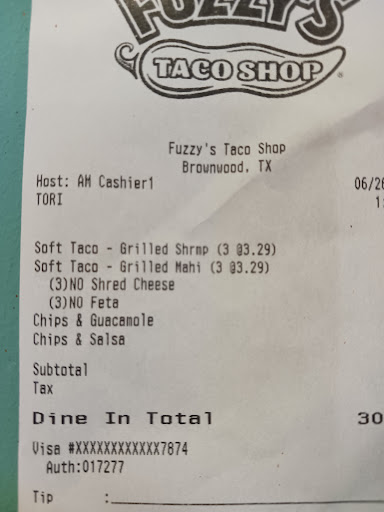 FUZZY'S
TACO SHOP
Fuzzy's Taco Shop
Brownwood, TX
Host: AM Cashier1
06/26
TORI
Soft Taco - Grilled Shrmp (3 @3.29)
Soft Taco - Grilled Mahi (3 @3.29)
(3)NO Shred Cheese
(3)NO Feta
Chips & Guacamole
Chips & Salsa
Subtotal
Tax
Dine In Total 30
Visa #XXXXXXXXXXXX7874
Auth:017277
Tip :